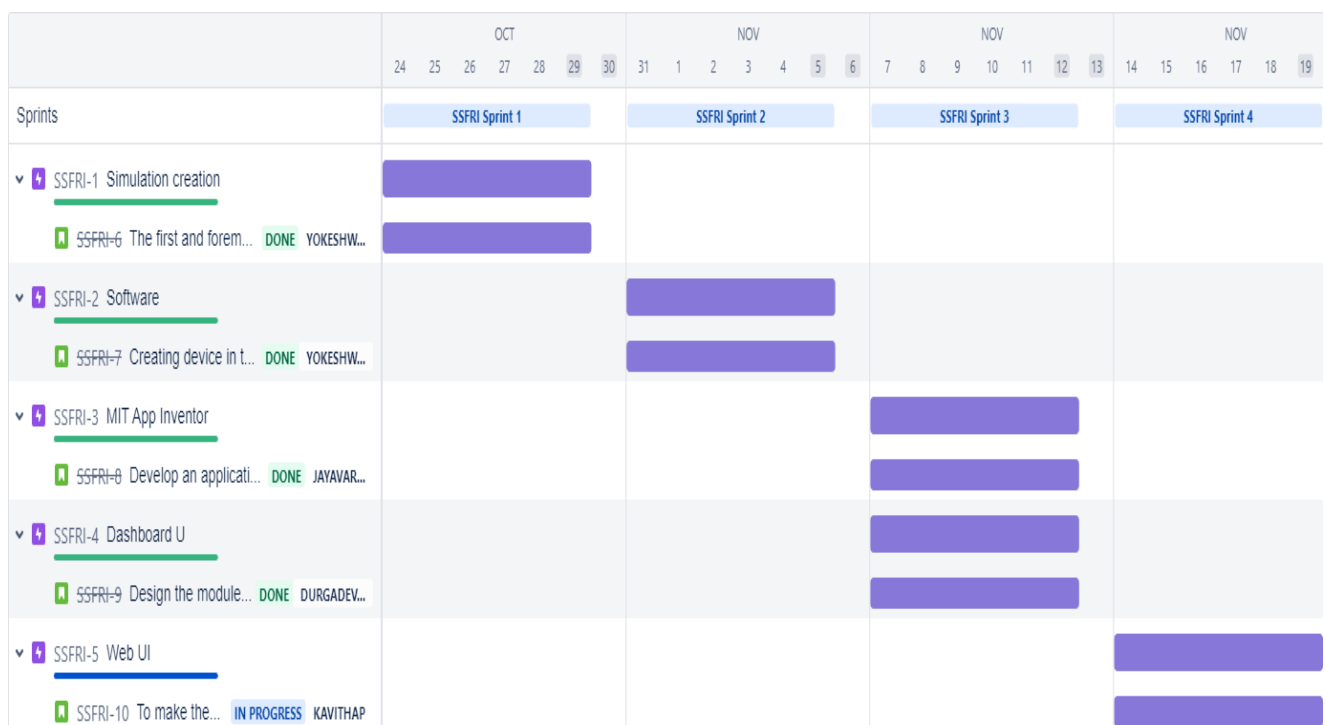 OCT NOV NOV NOV
24 25 26 27 28 29 30 31 1 2 3 4 5 6 7 8 9 10 11 12 13 14 15 16 17 18 19
Sprints SSFRI Sprint 1 SSFRI Sprint 2 SSFRI Sprint 3 SSFRI Sprint 4
SSFRI-1 Simulation creation
SSFRI-6 The first and forem... DONE YOKESHW...
SSFRI-2 Software
SSFRI-7 Creating device in t... DONE YOKESHW...
SSFRI-3 MIT App Inventor
SSFRI-8 Develop an applicati... DONE JAYAVAR...
SSFRI-4 Dashboard U
SSFRI-9 Design the module... DONE DURGADEV...
SSFRI-5 Web UI
SSFRI-10 To make the... IN PROGRESS KAVITHAP